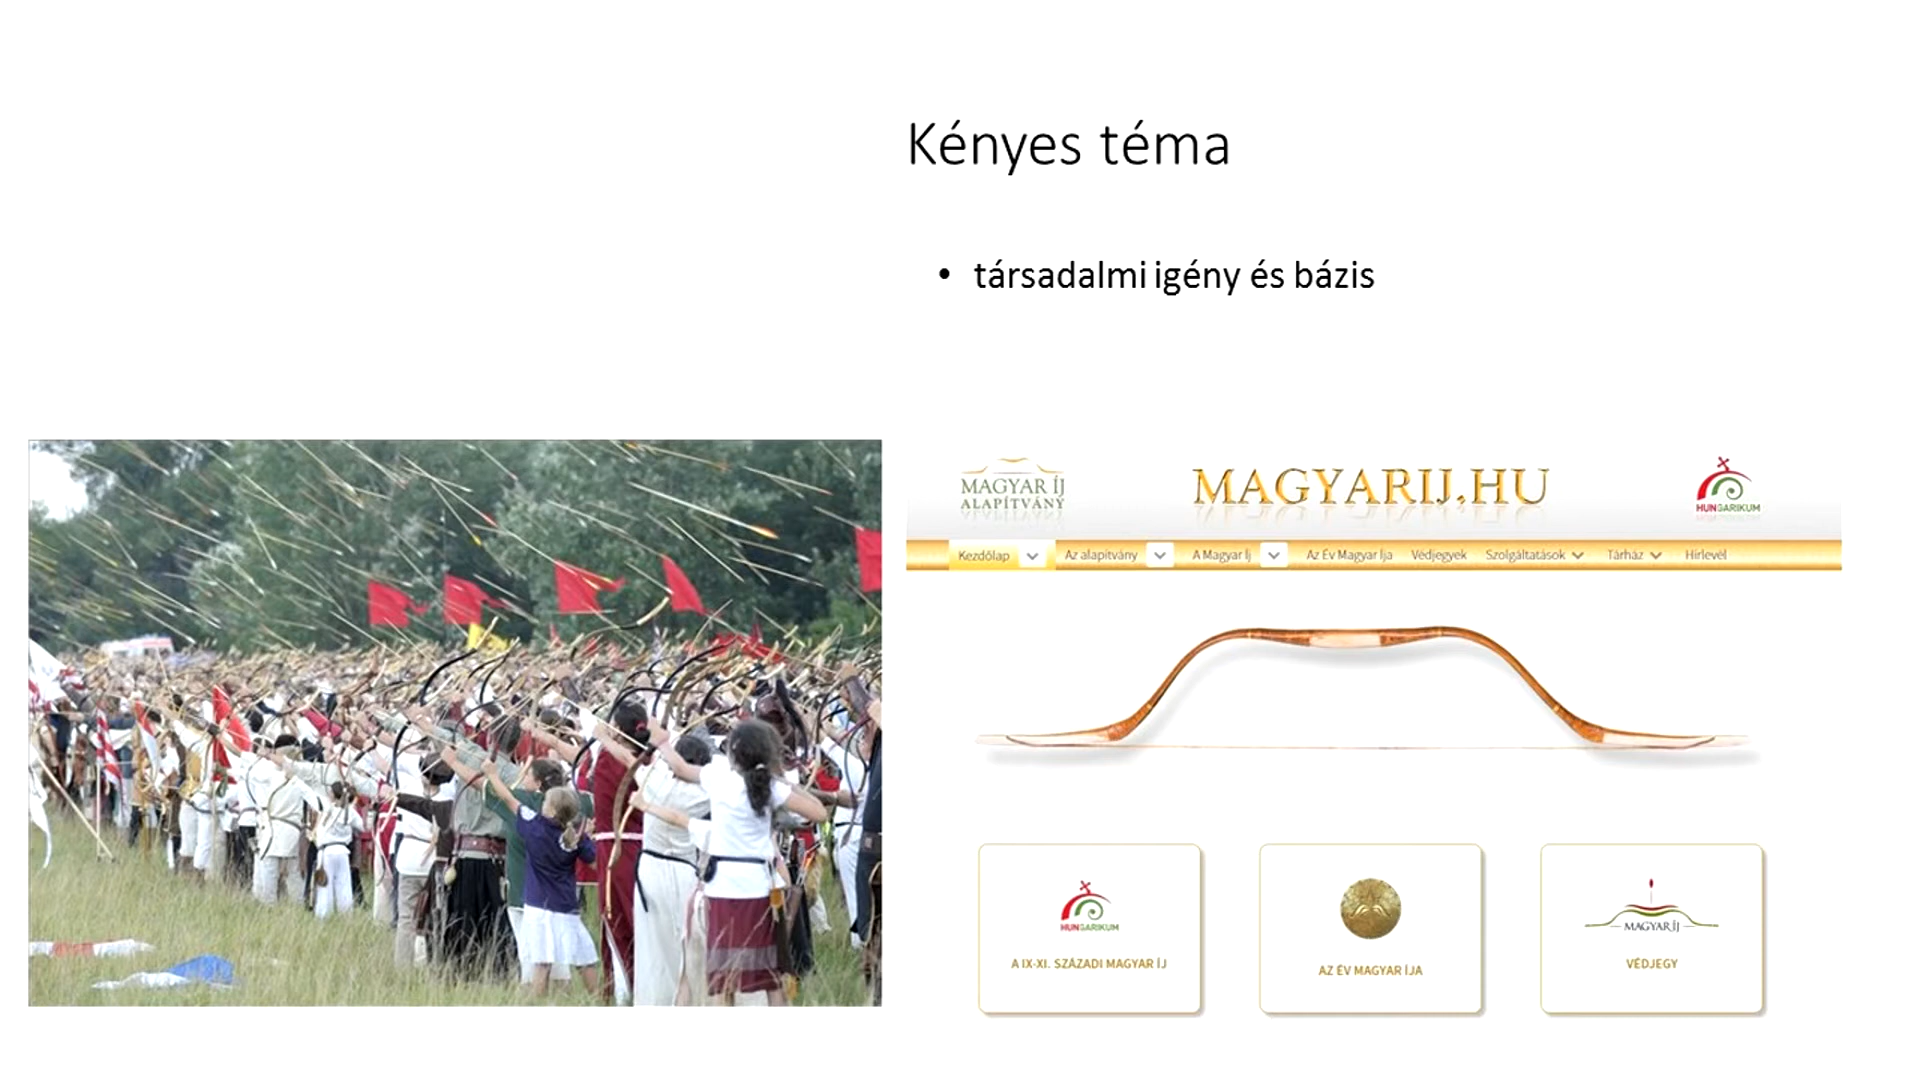 Kényes téma
• társadalmi igény és bázis
MAGYAR ÍJ
ALAPÍTVÁNY
MAGYARIJ.HU
HUNGARIKUM
Kezdőlap Az alapítvány A Magyar Íj Az Év Magyar Íja Védjegyek Szolgáltatások Tárház Hírlevél
HUNGARIKUM
A IX-XI. SZÁZADI MAGYAR ÍJ
AZ ÉV MAGYAR ÍJA
MAGYAR ÍJ
VÉDJEGY